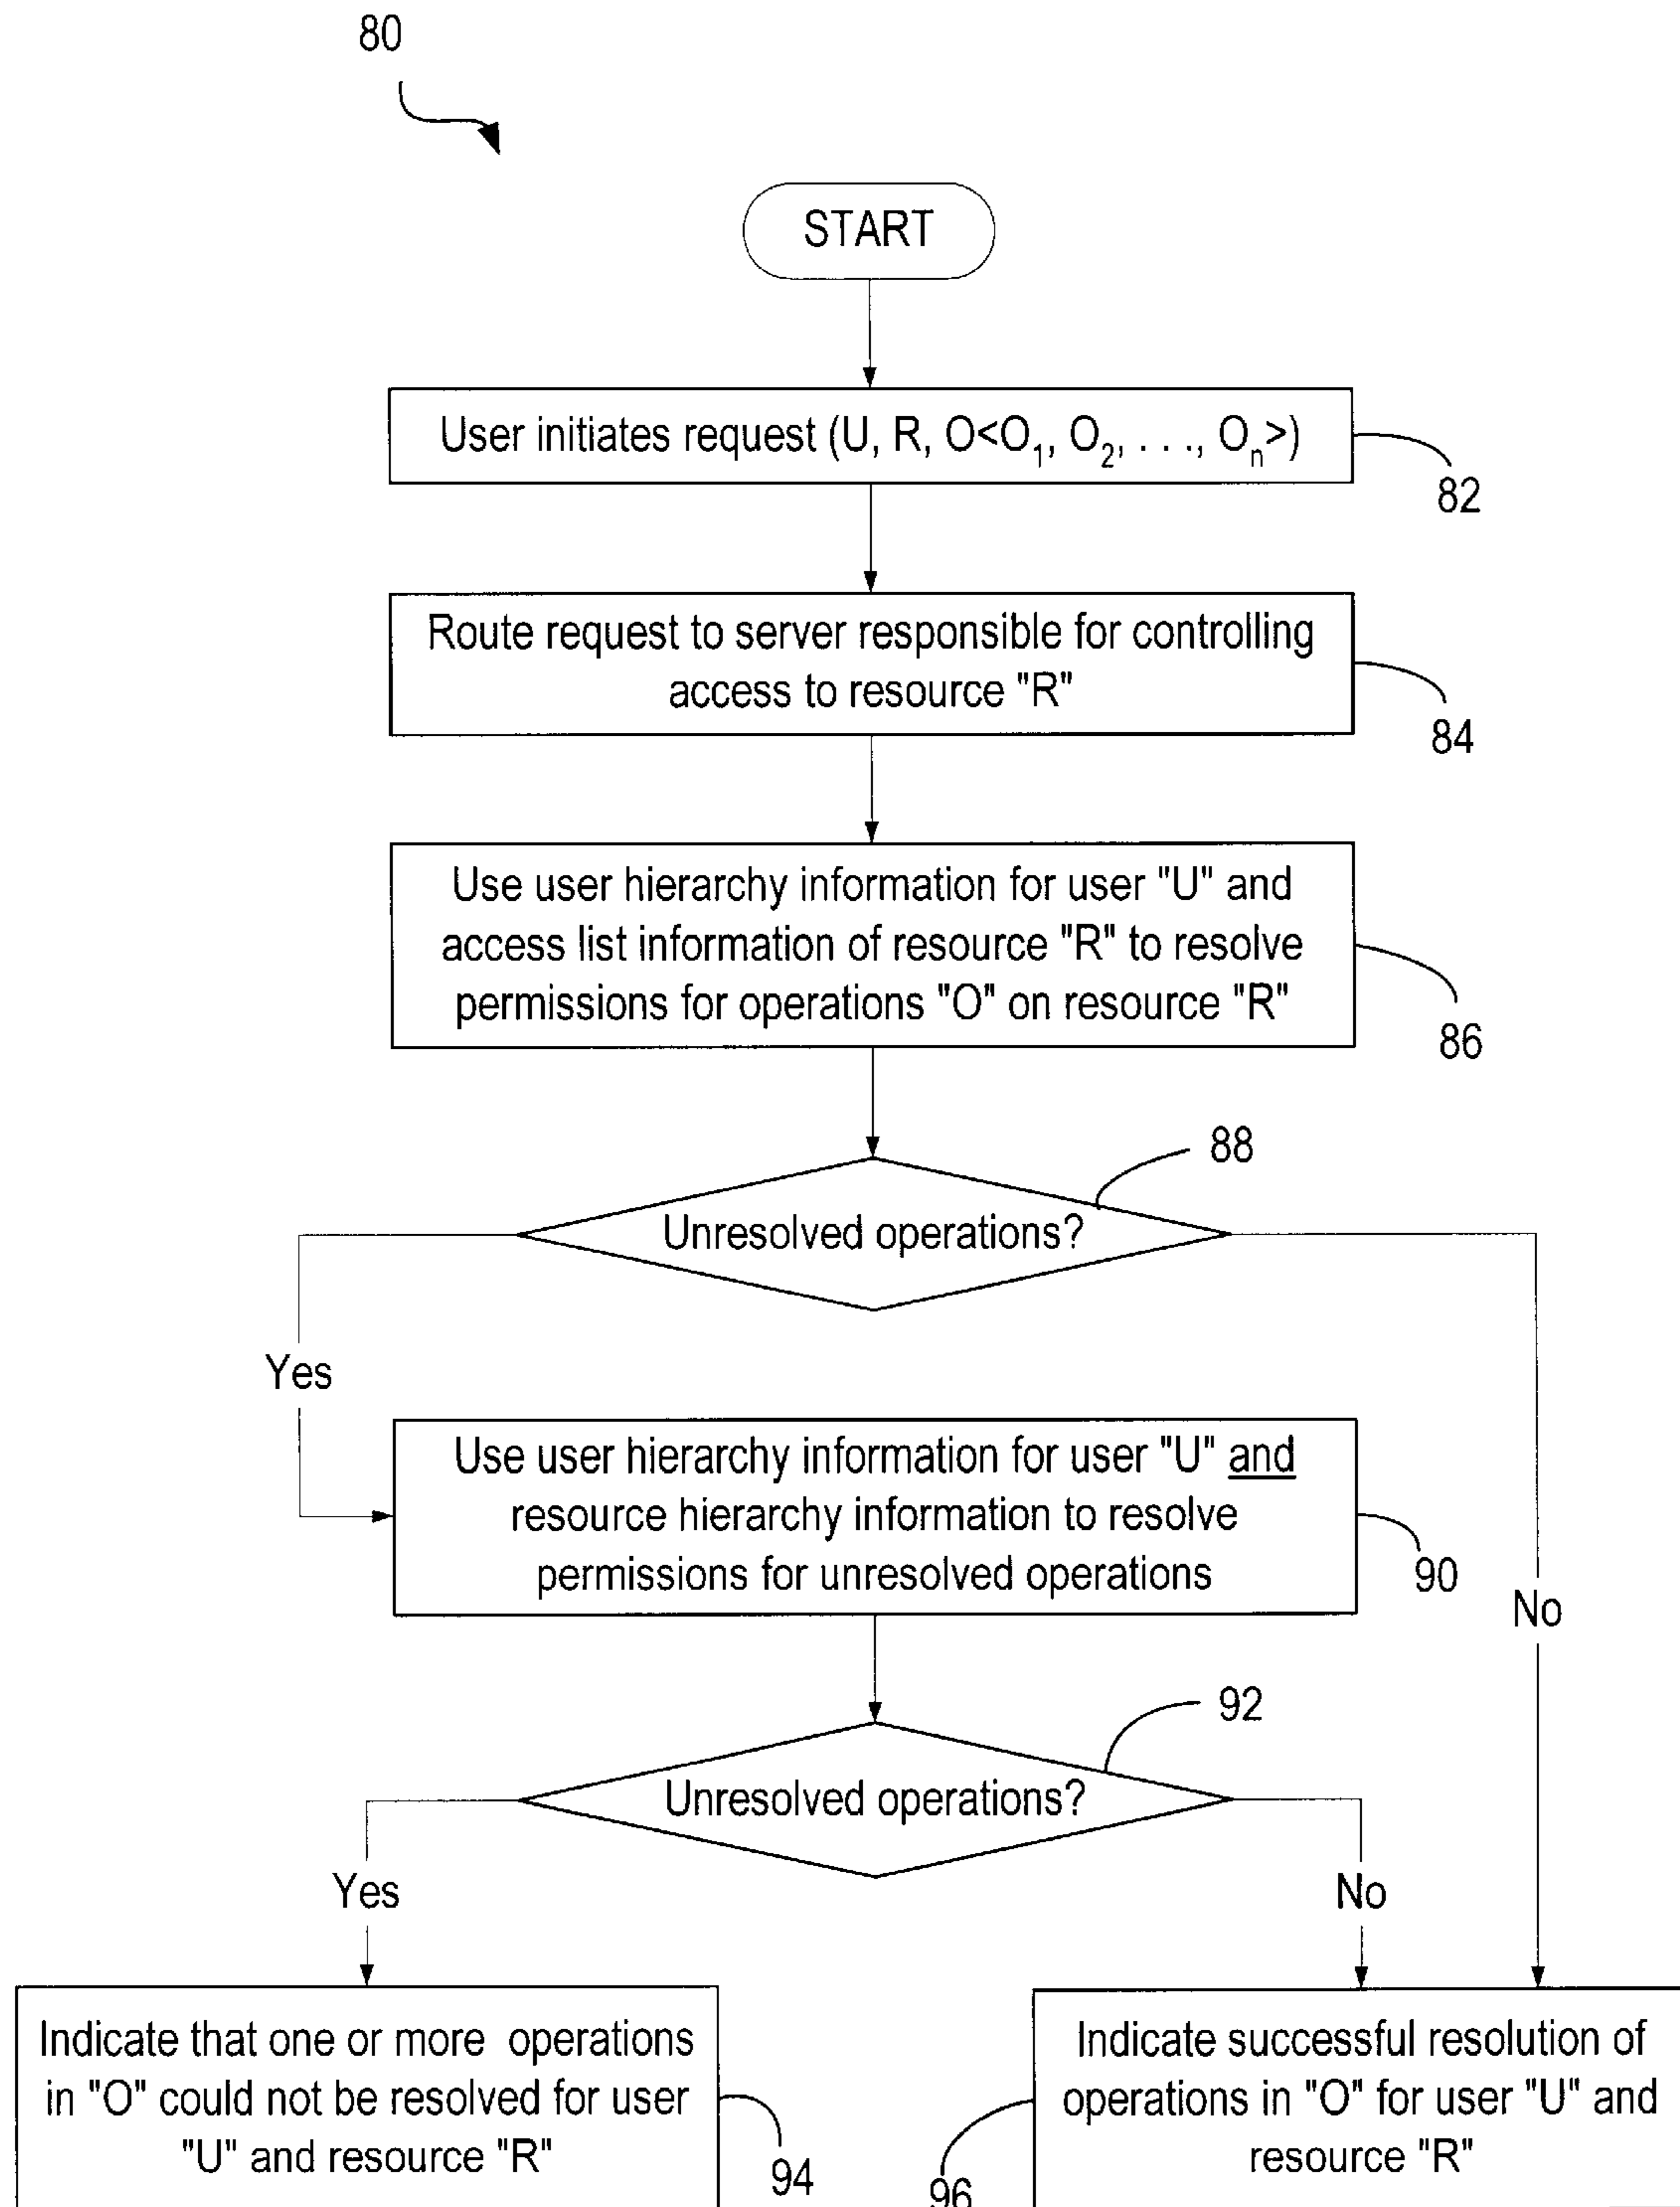 80
START
User initiates request (U, R, O<O₁, O₂, . . ., Oₙ>)
82
Route request to server responsible for controlling
access to resource "R"
84
Use user hierarchy information for user "U" and
access list information of resource "R" to resolve
permissions for operations "O" on resource "R"
86
88
Unresolved operations?
Yes
Use user hierarchy information for user "U" and
resource hierarchy information to resolve
permissions for unresolved operations
90
No
92
Unresolved operations?
Yes
No
Indicate that one or more operations
in "O" could not be resolved for user
"U" and resource "R"
94
Indicate successful resolution of
operations in "O" for user "U" and
resource "R"
96